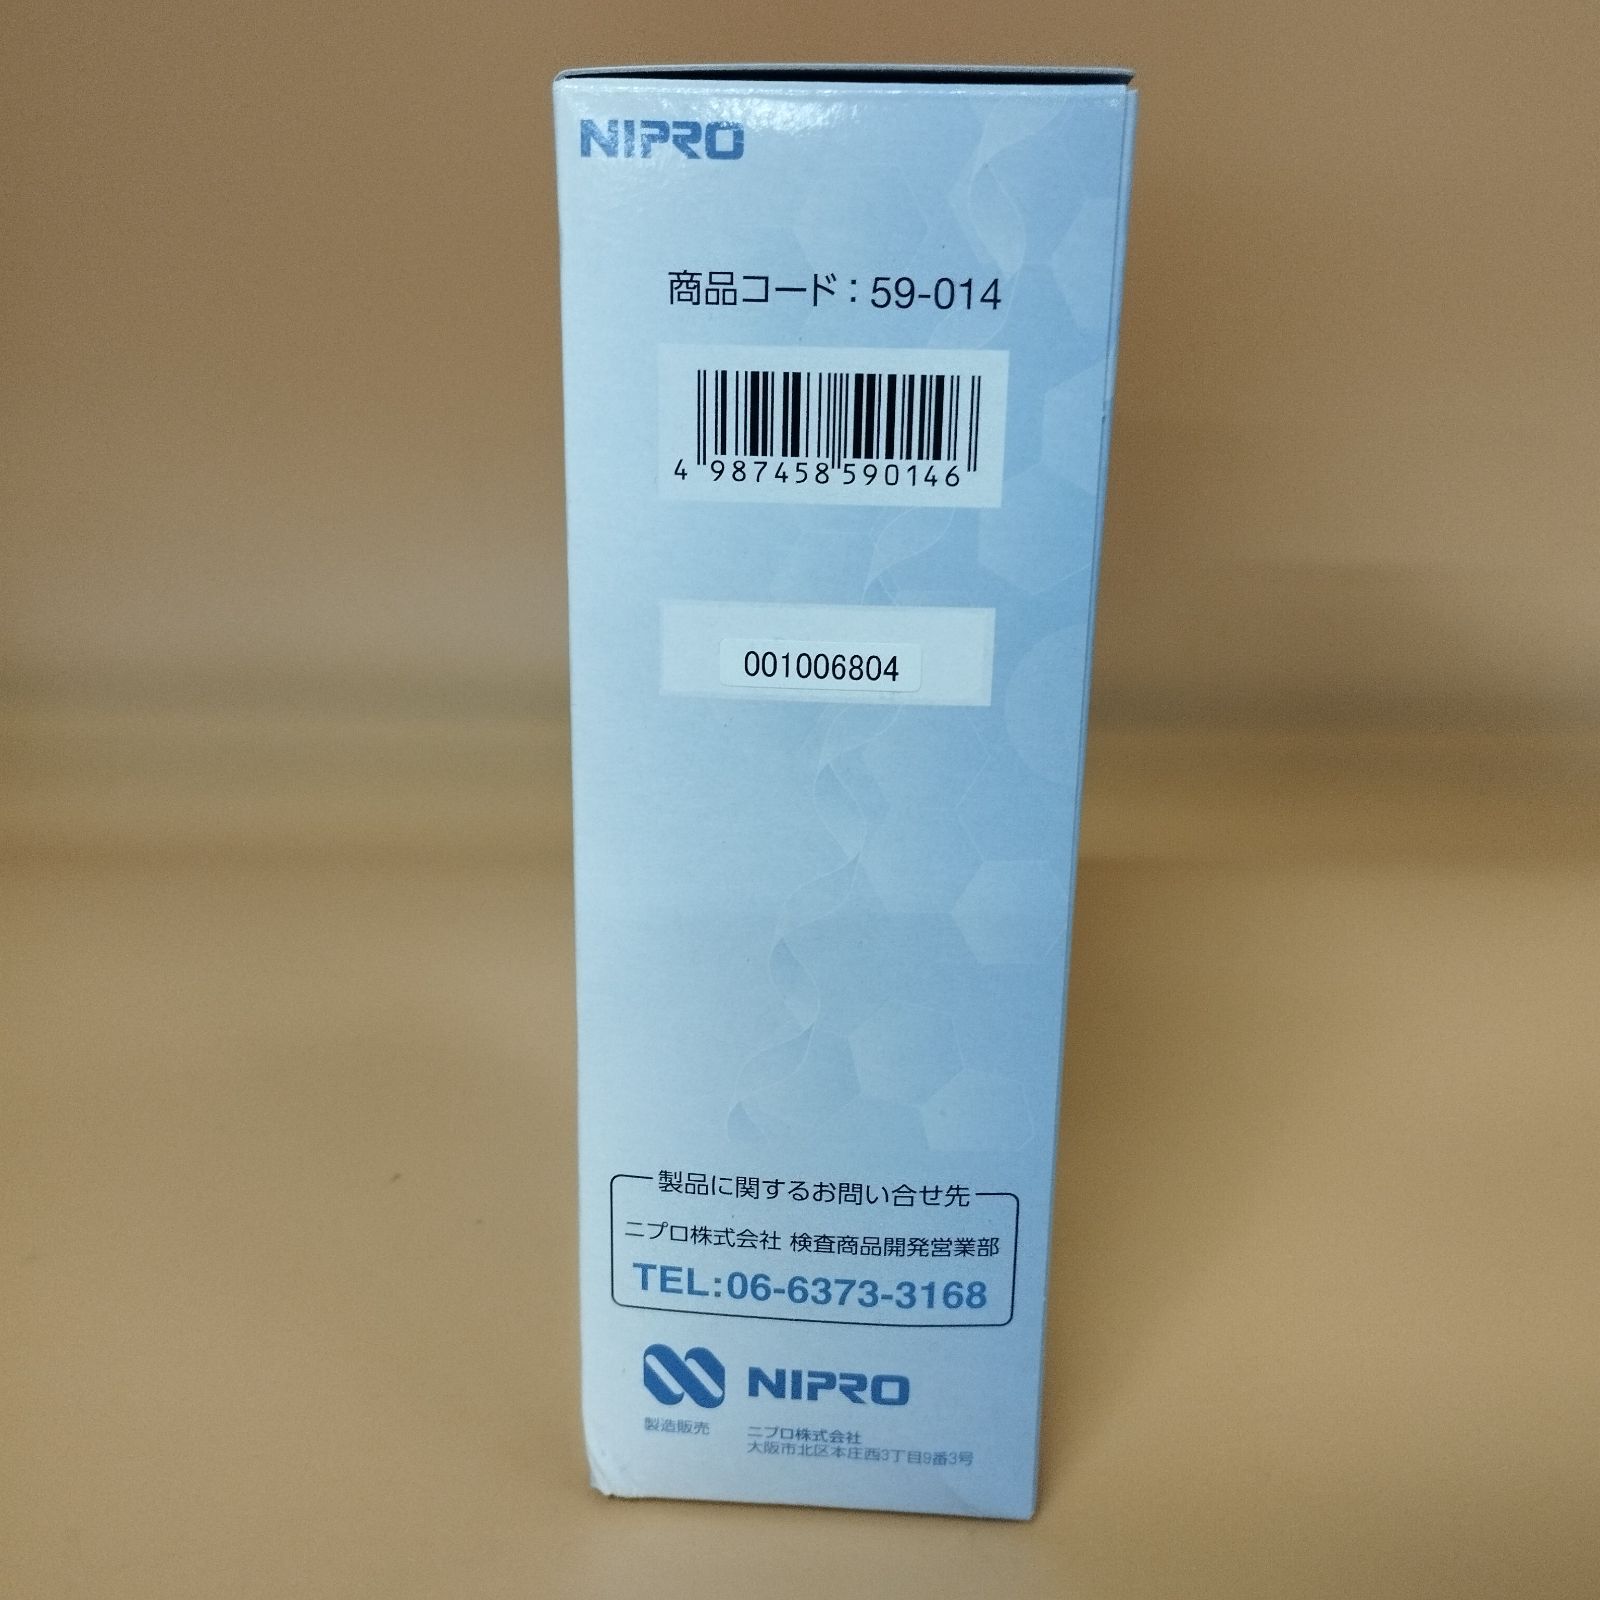 NIPRO
商品コード：59-014
4 987458 590146
001006804
製品に関するお問い合せ先
ニプロ株式会社 検査商品開発営業部
TEL:06-6373-3168
NIPRO
製造販売 ニプロ株式会社
大阪市北区本庄西3丁目9番3号